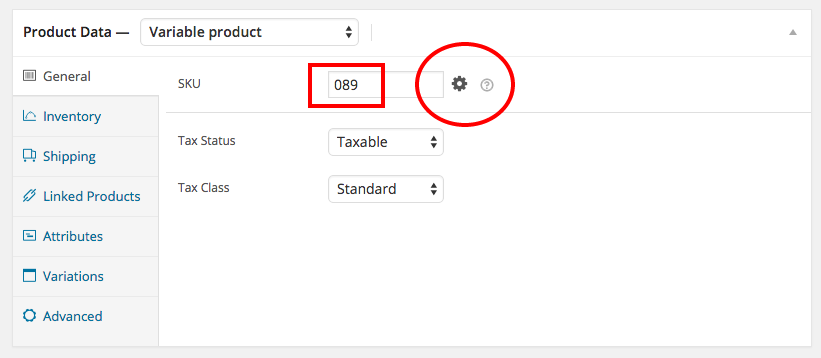 Product Data — Variable product
General
SKU 089 ?
Inventory
Tax Status Taxable
Shipping
Tax Class Standard
Linked Products
Attributes
Variations
Advanced